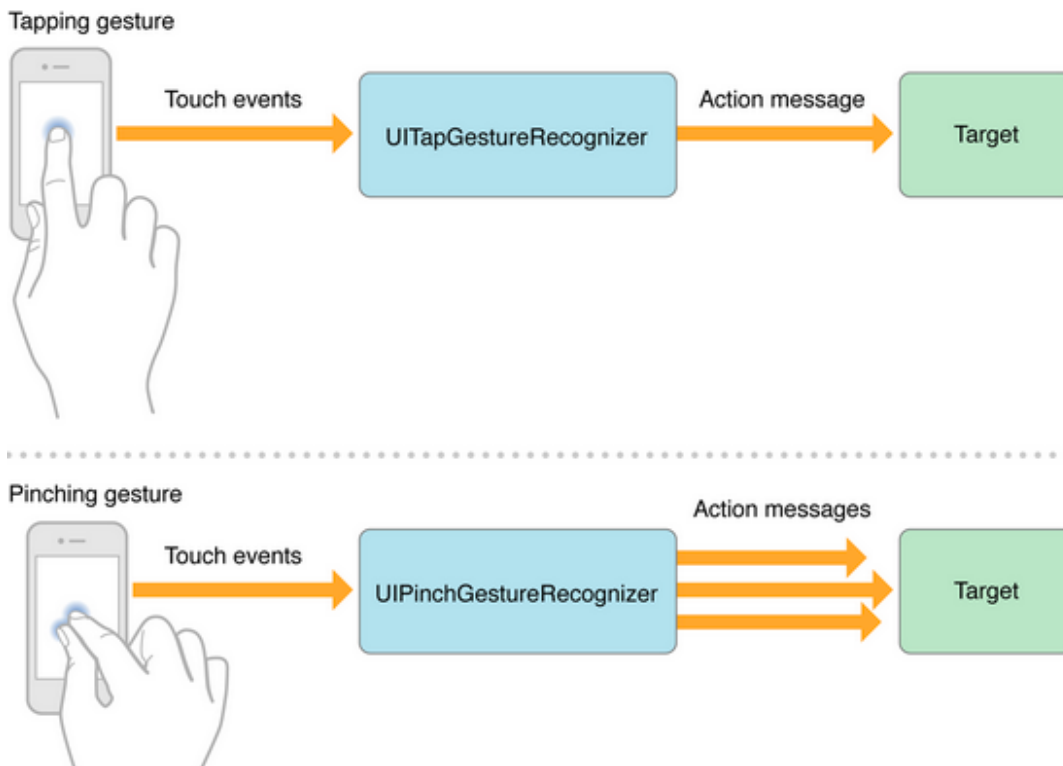 Tapping gesture
Touch events
Action message
UITapGestureRecognizer
Target
Pinching gesture
Action messages
Touch events
UIPinchGestureRecognizer
Target